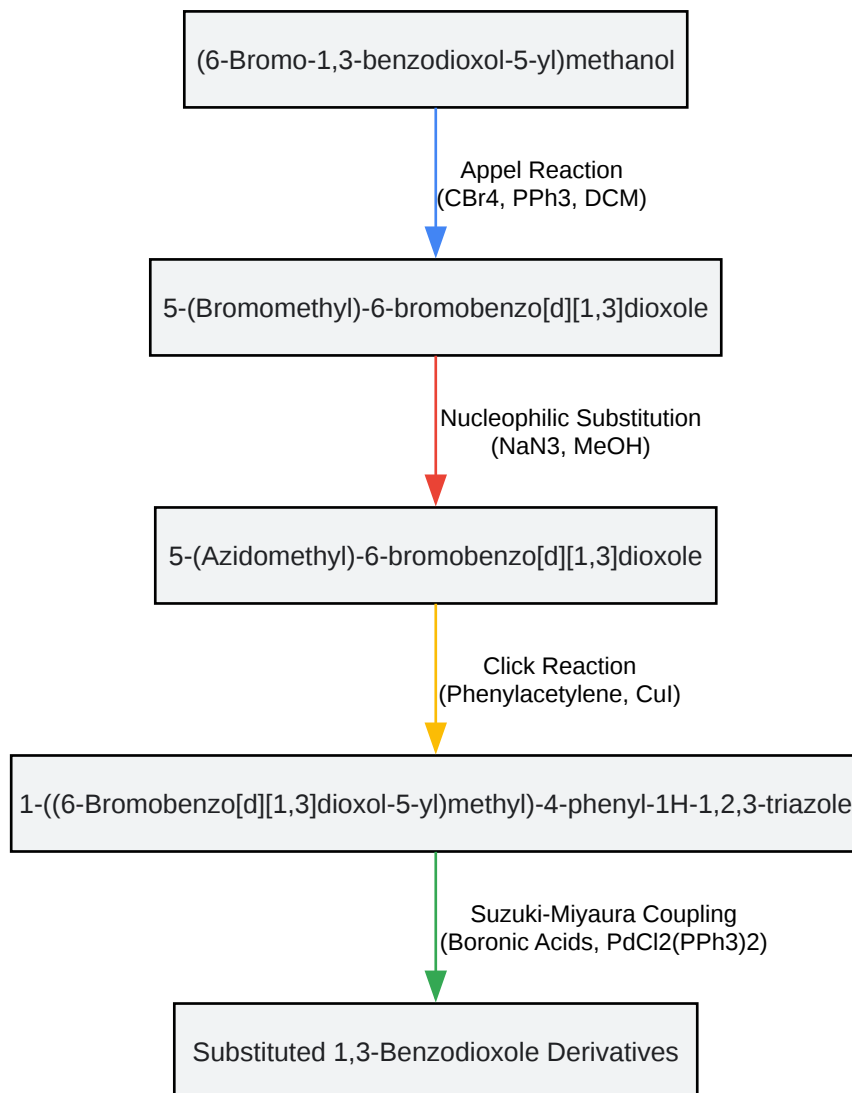 (6-Bromo-1,3-benzodioxol-5-yl)methanol
Appel Reaction
(CBr4, PPh3, DCM)
5-(Bromomethyl)-6-bromobenzo[d][1,3]dioxole
Nucleophilic Substitution
(NaN3, MeOH)
5-(Azidomethyl)-6-bromobenzo[d][1,3]dioxole
Click Reaction
(Phenylacetylene, CuI)
1-((6-Bromobenzo[d][1,3]dioxol-5-yl)methyl)-4-phenyl-1H-1,2,3-triazole
Suzuki-Miyaura Coupling
(Boronic Acids, PdCl2(PPh3)2)
Substituted 1,3-Benzodioxole Derivatives